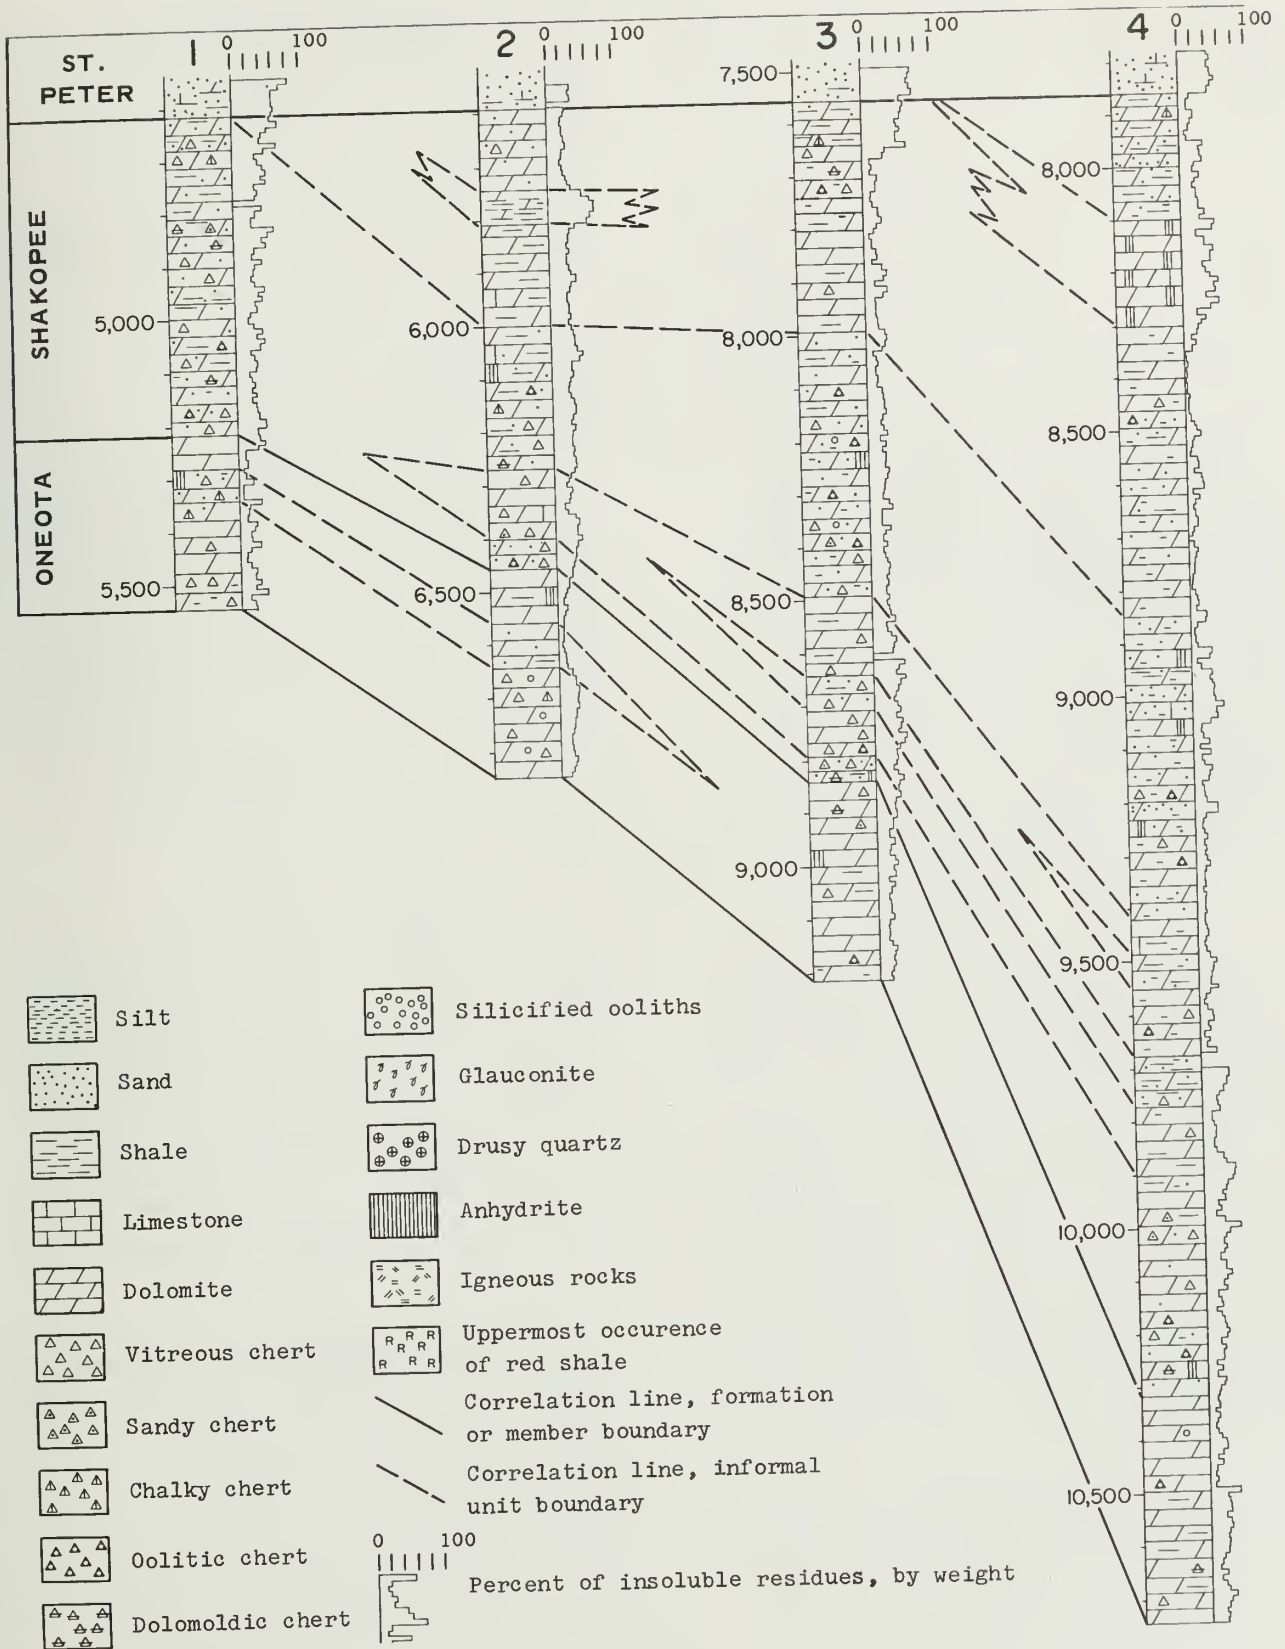 1 0 100
2 0 100
3 0 100
4 0 100
ST.
PETER
SHAKOPEE
ONEOTA
5,000
5,500
6,000
6,500
7,500
8,000
8,500
9,000
8,000
8,500
9,000
9,500
10,000
10,500
Silt
Sand
Shale
Limestone
Dolomite
Vitreous chert
Sandy chert
Chalky chert
Oolitic chert
Dolomoldic chert
Silicified ooliths
Glauconite
Drusy quartz
Anhydrite
Igneous rocks
R R R
R R R
R R R
Uppermost occurence
of red shale
Correlation line, formation
or member boundary
Correlation line, informal
unit boundary
0 100
Percent of insoluble residues, by weight